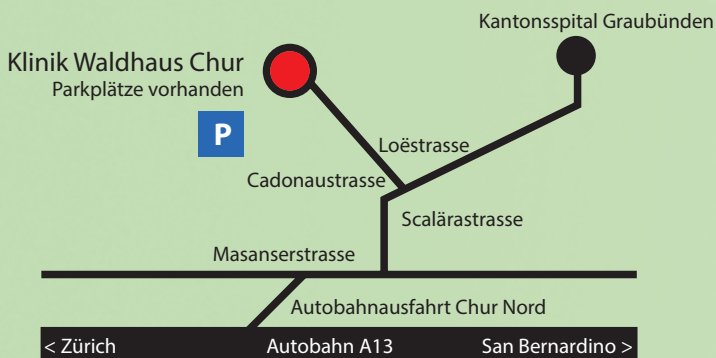 Kantonsspital Graubünden
Klinik Waldhaus Chur
Parkplätze vorhanden
P
Loëstrasse
Cadonaustrasse
Scalärastrasse
Masanserstrasse
Autobahnausfahrt Chur Nord
< Zürich Autobahn A13 San Bernardino >